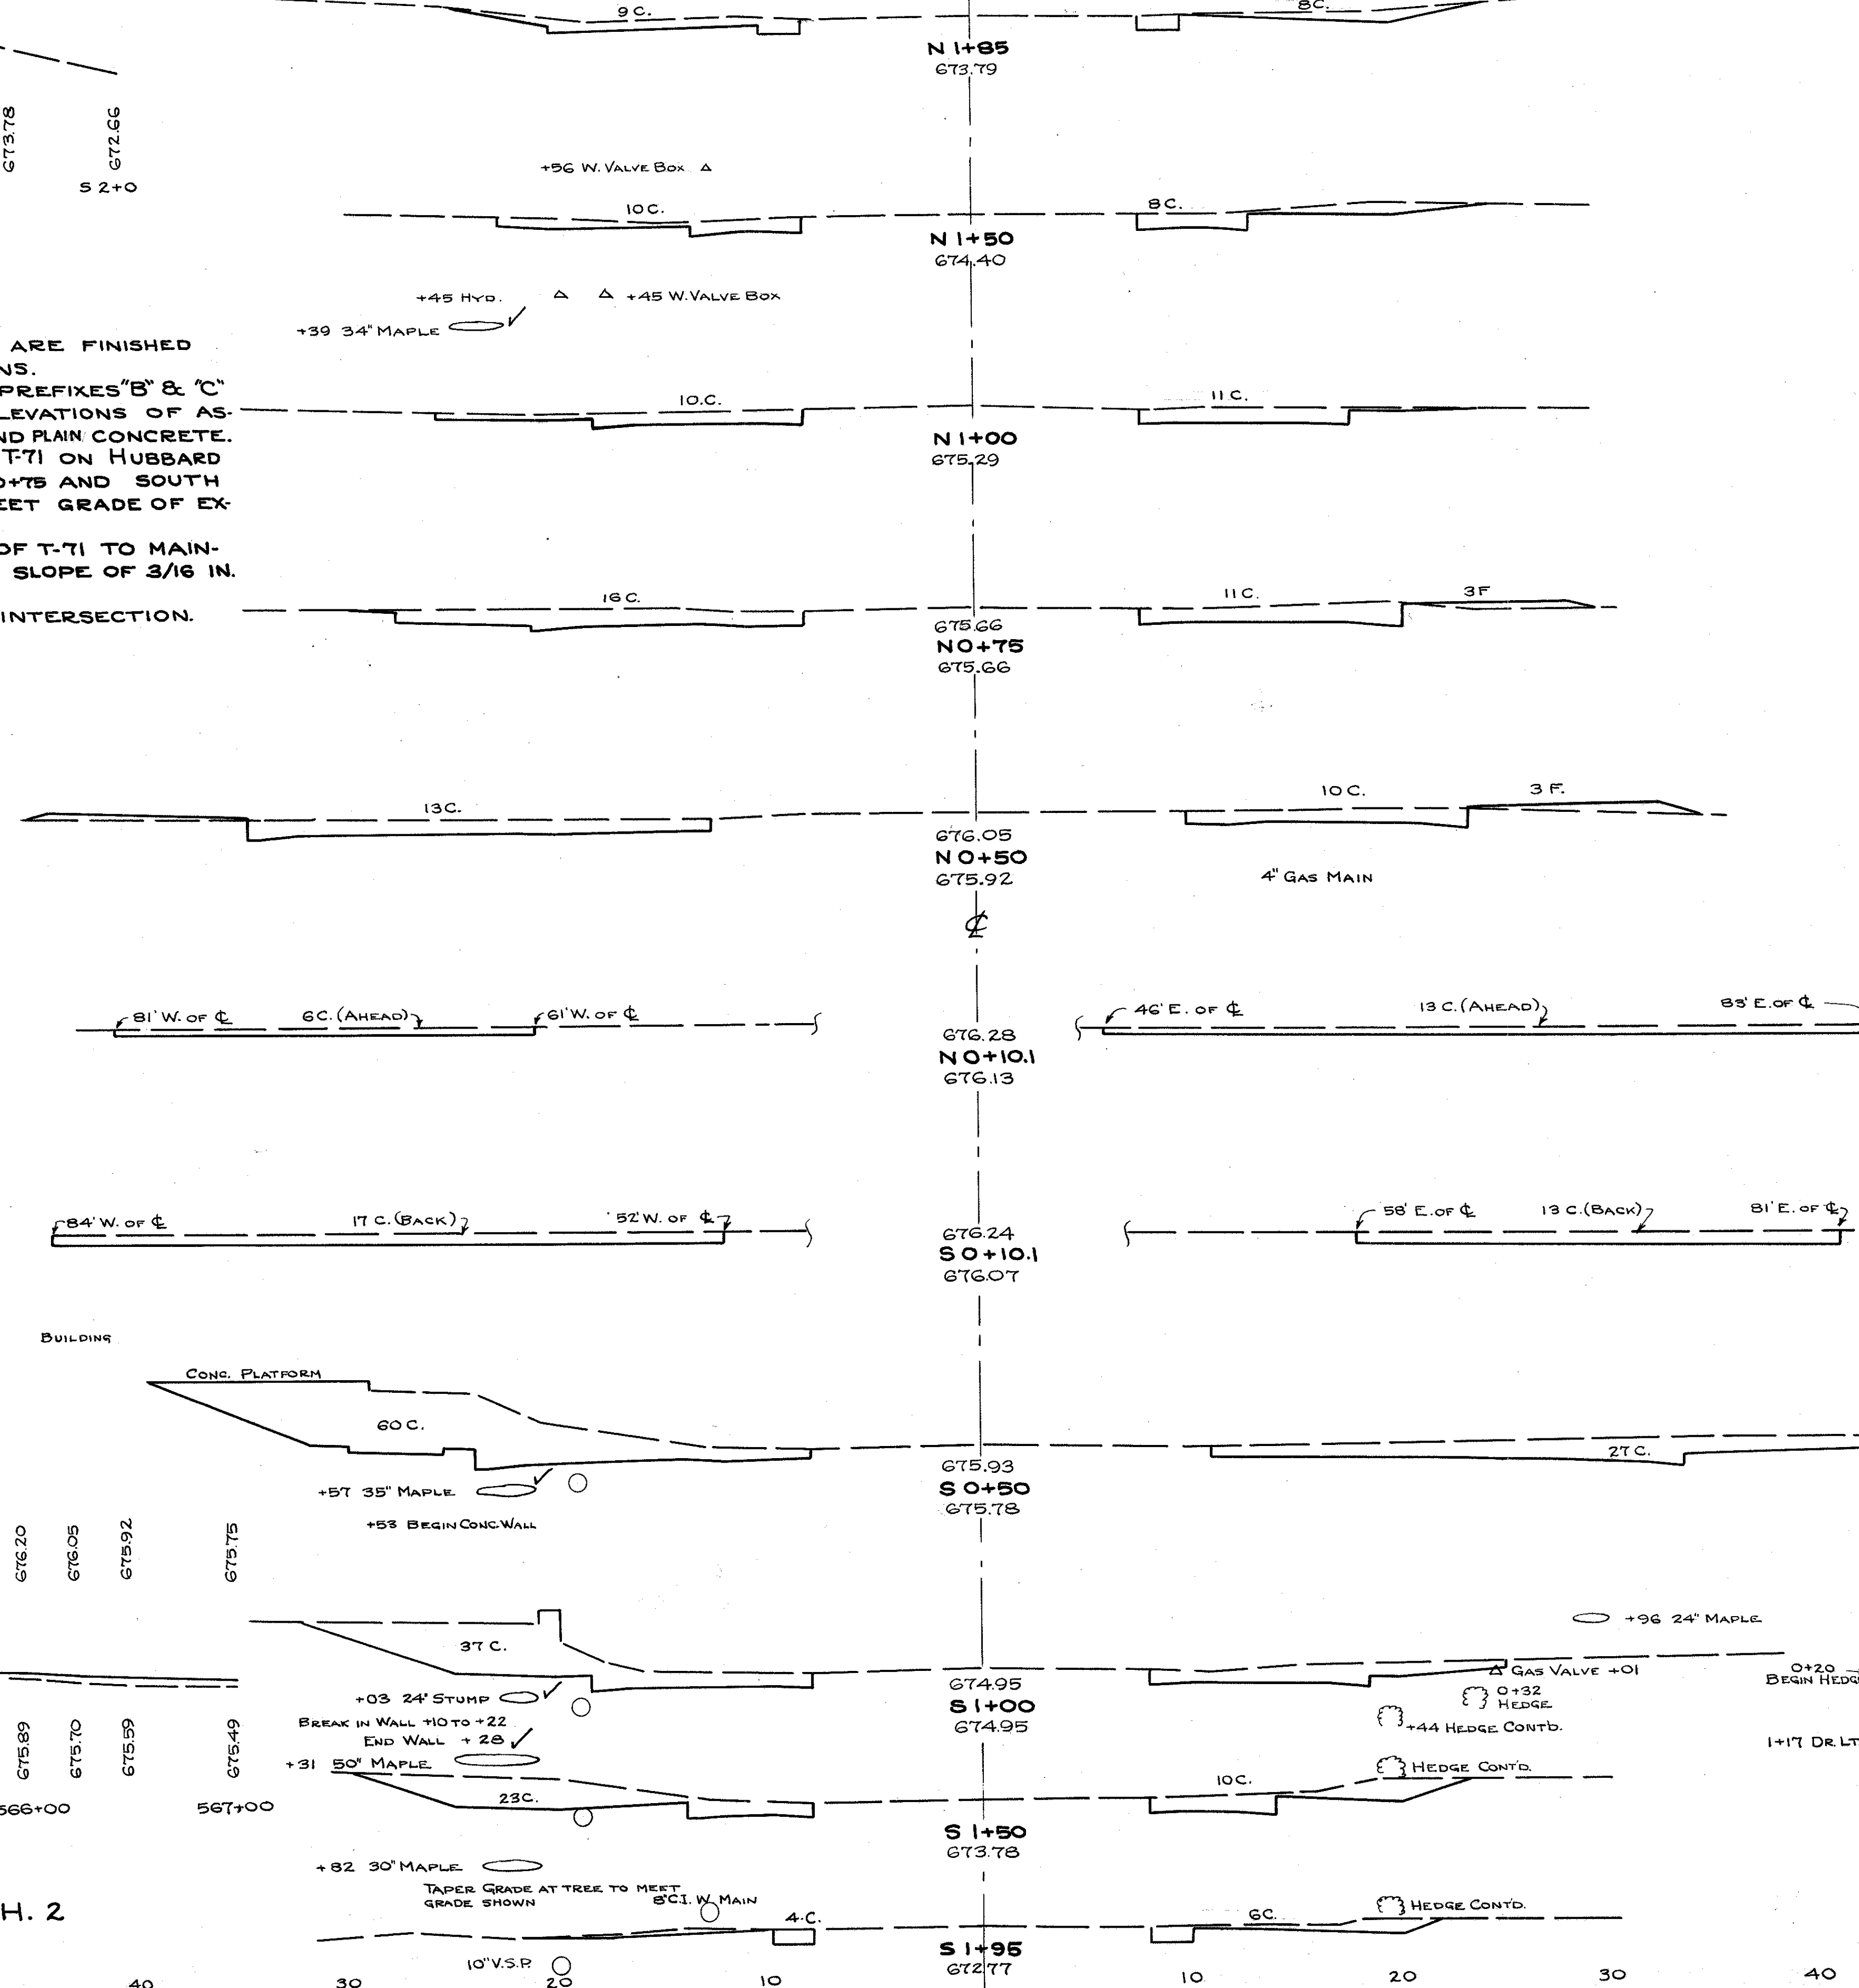 9 C.
8 C.
N 1+85
673.79
673.78
672.66
S 2+0
+56 W. VALVE BOX
10 C.
8 C.
N 1+50
674.40
+45 HYD.
+45 W. VALVE BOX
+39 34" MAPLE
ARE FINISHED
NS.
PREFIXES "B" & "C"
LEVATIONS OF AS-
ND PLAIN CONCRETE.
T-71 ON HUBBARD
0+75 AND SOUTH
EET GRADE OF EX-
OF T-71 TO MAIN-
SLOPE OF 3/16 IN.
INTERSECTION.
10.C.
11 C.
N 1+00
675.29
16 C.
11 C.
3 F
675.66
N 0+75
675.66
13 C.
10 C.
3 F.
676.05
N 0+50
675.92
4" GAS MAIN
℄
81' W. OF ℄
6 C. (AHEAD)
61' W. OF ℄
46' E. OF ℄
13 C. (AHEAD)
83' E. OF ℄
676.28
N 0+10.1
676.13
84' W. OF ℄
17 C. (BACK)
52' W. OF ℄
58' E. OF ℄
13 C. (BACK)
81' E. OF ℄
676.24
S 0+10.1
676.07
BUILDING
CONC. PLATFORM
60 C.
27 C.
675.93
S 0+50
675.78
+57 35" MAPLE
+53 BEGIN CONC. WALL
676.20
676.05
675.92
675.75
37 C.
+96 24" MAPLE
GAS VALVE +01
0+20
BEGIN HEDGE
674.95
S 1+00
674.95
+03 24" STUMP
0+32
HEDGE
BREAK IN WALL +10 TO +22
END WALL + 28
+44 HEDGE CONT'D.
1+17 DR. LT
675.89
675.70
675.59
675.49
566+00
567+00
+31 50" MAPLE
HEDGE CONT'D.
23 C.
10 C.
S 1+50
673.78
+82 30" MAPLE
TAPER GRADE AT TREE TO MEET
GRADE SHOWN
8" C.I. W. MAIN
H. 2
4.C.
6 C.
HEDGE CONT'D.
S 1+95
672.77
10" V.S.P.
40
30
20
10
10
20
30
40